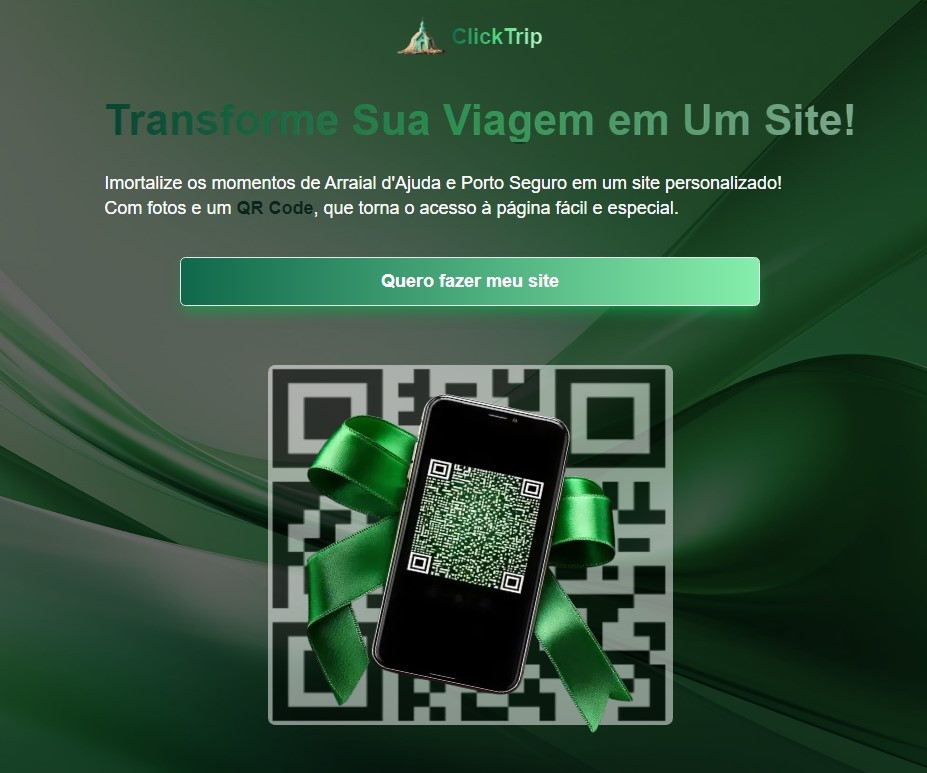 ClickTrip
Transforme Sua Viagem em Um Site!
Imortalize os momentos de Arraial d'Ajuda e Porto Seguro em um site personalizado!
Com fotos e um QR Code, que torna o acesso à página fácil e especial.
Quero fazer meu site